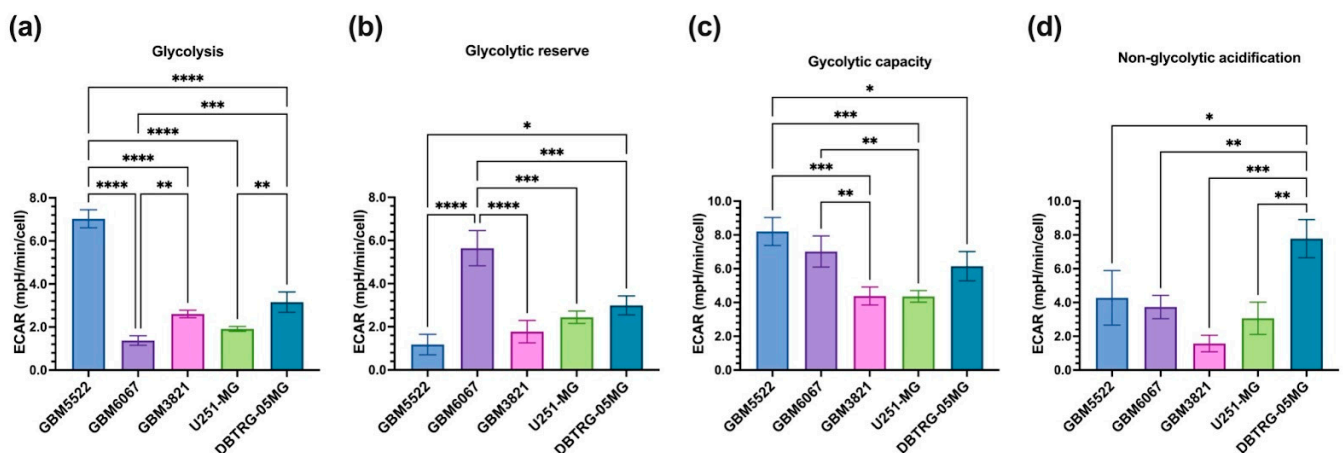 (a)
Glycolysis
****
***
****
****
****
**
**
ECAR (mpH/min/cell)
8.0
6.0
4.0
2.0
0.0
GBM5522
GBM6067
GBM3821
U251-MG
DBTRG-05MG
(b)
Glycolytic reserve
*
***
***
****
****
ECAR (mpH/min/cell)
8.0
6.0
4.0
2.0
0.0
GBM5522
GBM6067
GBM3821
U251-MG
DBTRG-05MG
(c)
Gycolytic capacity
*
***
**
***
**
ECAR (mpH/min/cell)
10.0
8.0
6.0
4.0
2.0
0.0
GBM5522
GBM6067
GBM3821
U251-MG
DBTRG-05MG
(d)
Non-glycolytic acidification
*
**
***
**
ECAR (mpH/min/cell)
10.0
8.0
6.0
4.0
2.0
0.0
GBM5522
GBM6067
GBM3821
U251-MG
DBTRG-05MG